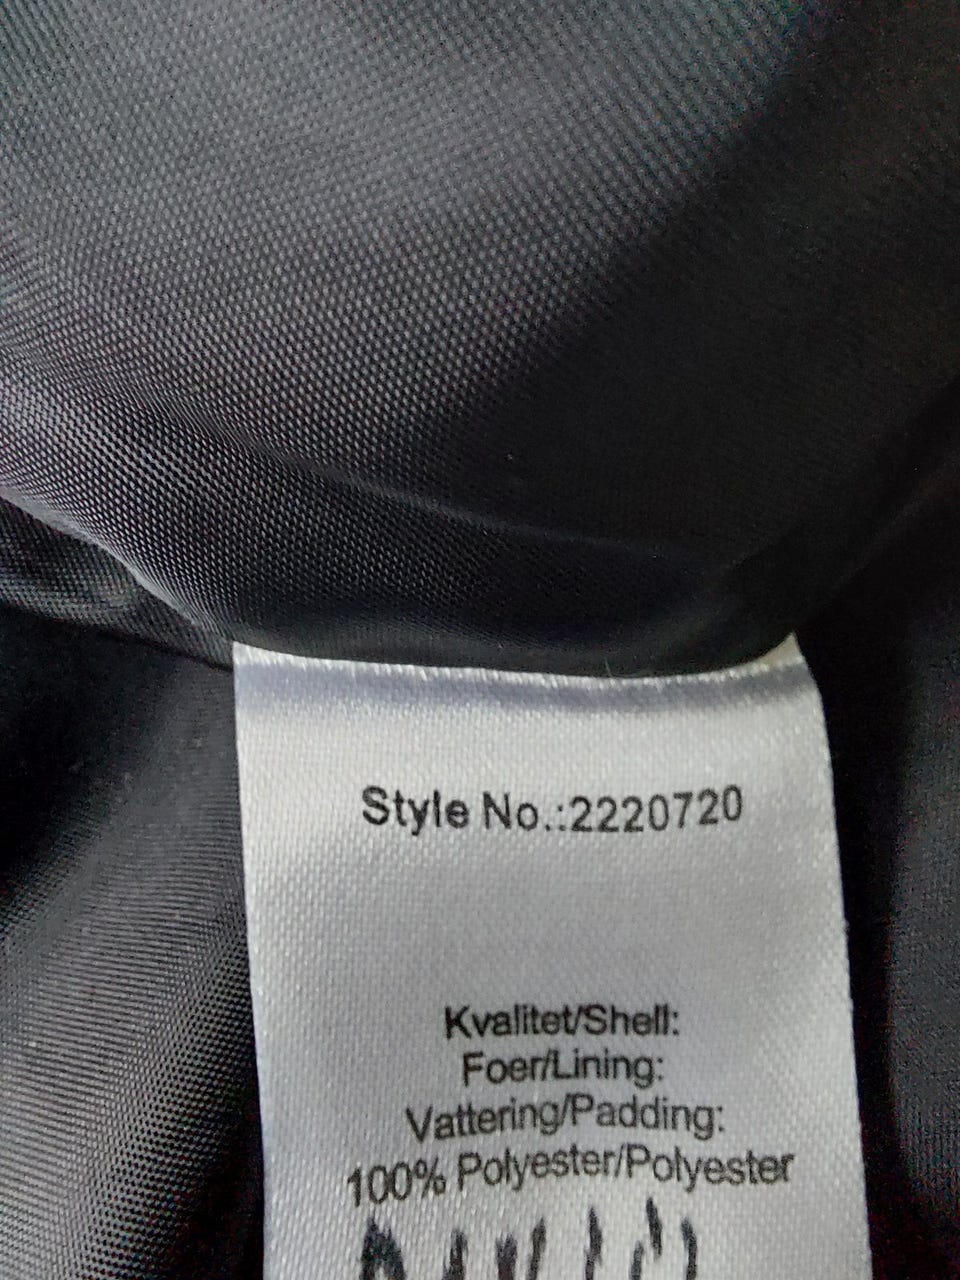 Style No.:2220720
Kvalitet/Shell:
Foer/Lining:
Vattering/Padding:
100% Polyester/Polyester